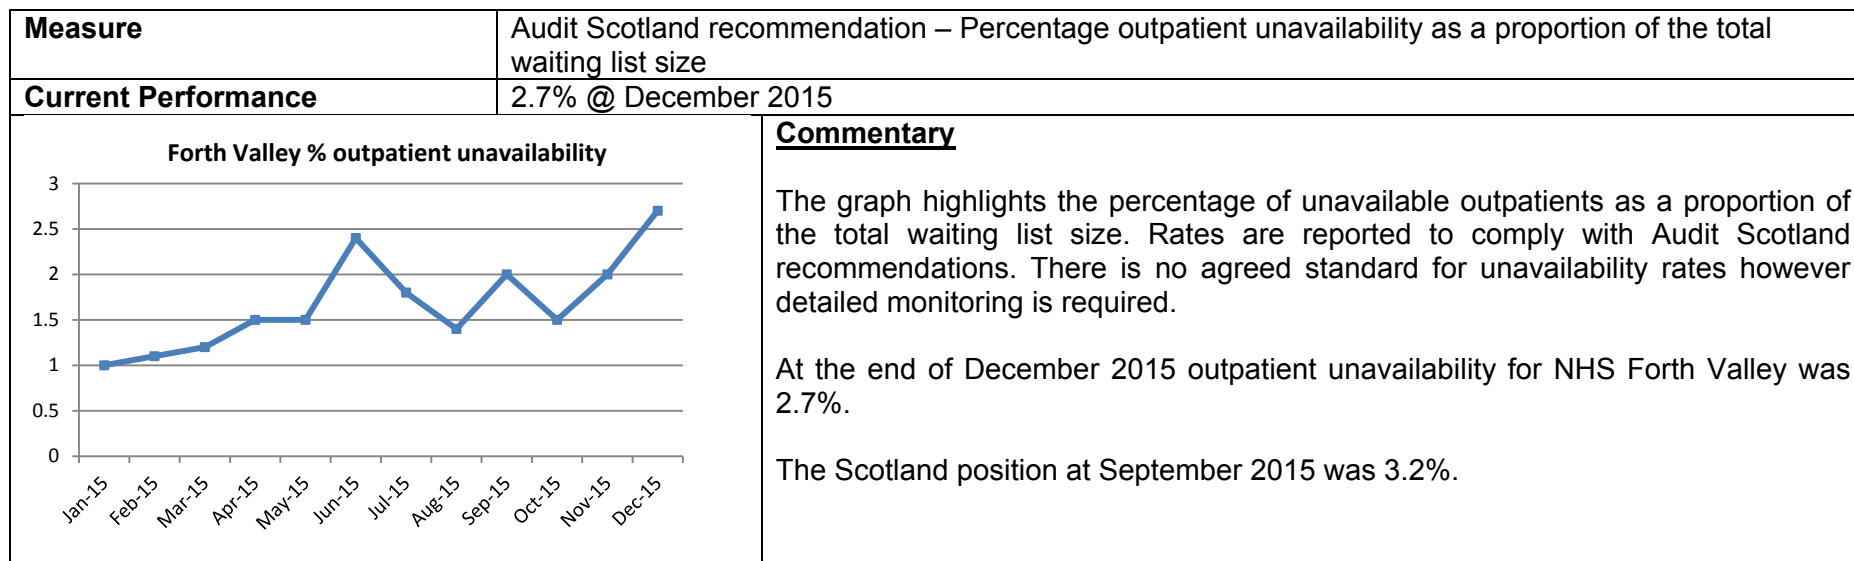 Measure
Audit Scotland recommendation – Percentage outpatient unavailability as a proportion of the total
waiting list size
Current Performance
2.7% @ December 2015
Forth Valley % outpatient unavailability
3
2.5
2
1.5
1
0.5
0
Jan-15
Feb-15
Mar-15
Apr-15
May-15
Jun-15
Jul-15
Aug-15
Sep-15
Oct-15
Nov-15
Dec-15
Commentary
The graph highlights the percentage of unavailable outpatients as a proportion of
the total waiting list size. Rates are reported to comply with Audit Scotland
recommendations. There is no agreed standard for unavailability rates however
detailed monitoring is required.
At the end of December 2015 outpatient unavailability for NHS Forth Valley was
2.7%.
The Scotland position at September 2015 was 3.2%.